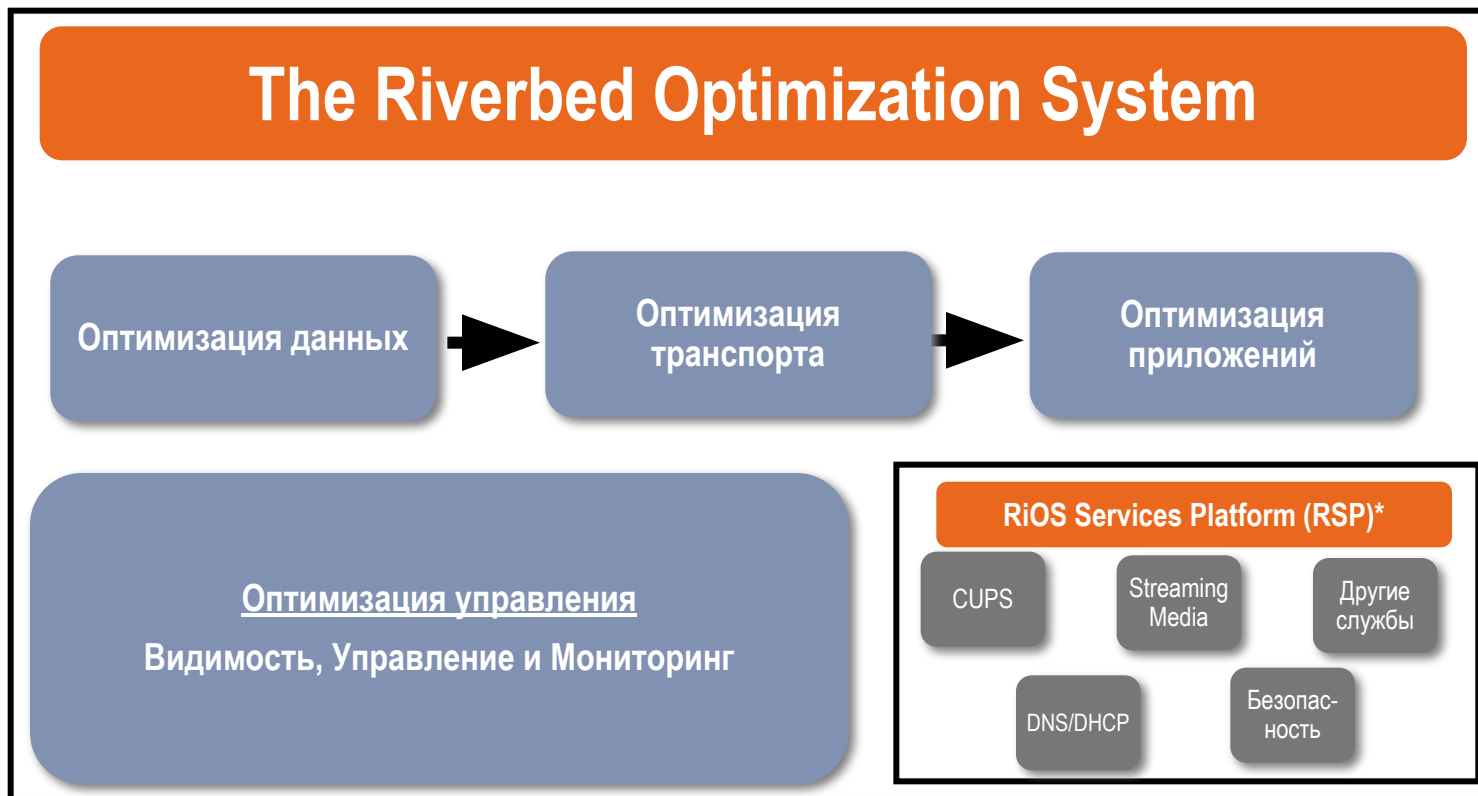 The Riverbed Optimization System
Оптимизация данных
Оптимизация
транспорта
Оптимизация
приложений
Оптимизация управления
Видимость, Управление и Мониторинг
RiOS Services Platform (RSP)*
CUPS
Streaming
Media
Другие
службы
DNS/DHCP
Безопас-
ность